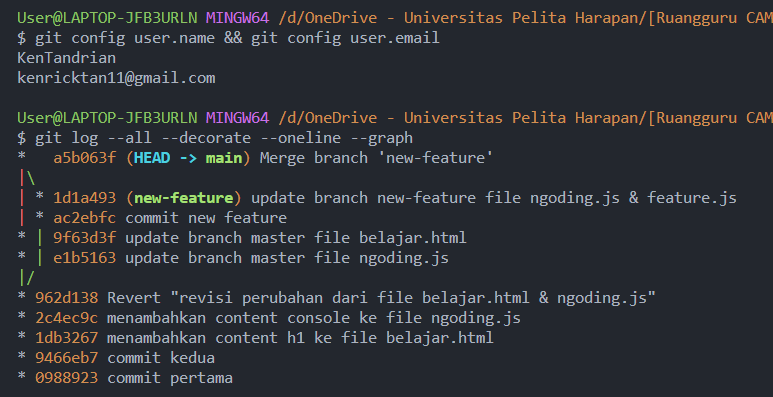 User@LAPTOP-JFB3URLN MINGW64 /d/OneDrive - Universitas Pelita Harapan/[Ruangguru CAM
$ git config user.name && git config user.email
KenTandrian
kenricktan11@gmail.com
User@LAPTOP-JFB3URLN MINGW64 /d/OneDrive - Universitas Pelita Harapan/[Ruangguru CAM
$ git log --all --decorate --oneline --graph
*   a5b063f (HEAD -> main) Merge branch 'new-feature'
|\
| * 1d1a493 (new-feature) update branch new-feature file ngoding.js & feature.js
| * ac2ebfc commit new feature
* | 9f63d3f update branch master file belajar.html
* | e1b5163 update branch master file ngoding.js
|/
* 962d138 Revert "revisi perubahan dari file belajar.html & ngoding.js"
* 2c4ec9c menambahkan content console ke file ngoding.js
* 1db3267 menambahkan content h1 ke file belajar.html
* 9466eb7 commit kedua
* 0988923 commit pertama